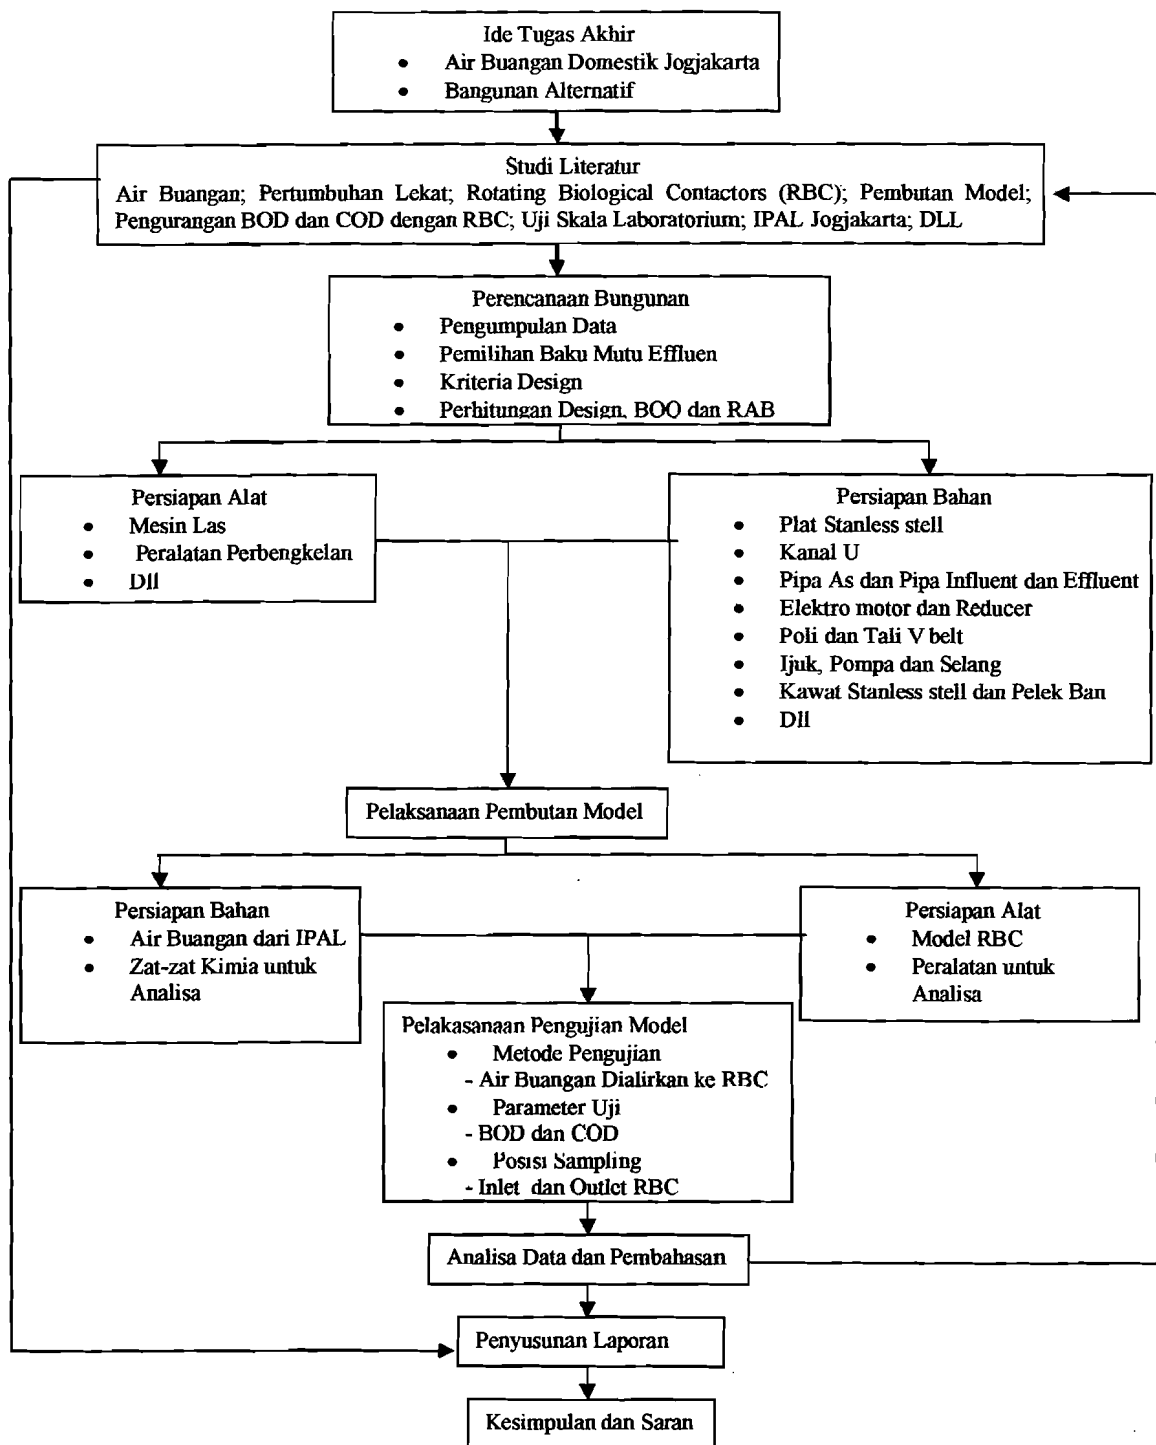 Ide Tugas Akhir
• Air Buangan Domestik Jogjakarta
• Bangunan Alternatif
Studi Literatur
Air Buangan; Pertumbuhan Lekat; Rotating Biological Contactors (RBC); Pembutan Model;
Pengurangan BOD dan COD dengan RBC; Uji Skala Laboratorium; IPAL Jogjakarta; DLL
Perencanaan Bungunan
• Pengumpulan Data
• Pemilihan Baku Mutu Effluen
• Kriteria Design
• Perhitungan Design, BOQ dan RAB
Persiapan Alat
• Mesin Las
• Peralatan Perbengkelan
• Dll
Persiapan Bahan
• Plat Stanless stell
• Kanal U
• Pipa As dan Pipa Influent dan Effluent
• Elektro motor dan Reducer
• Poli dan Tali V belt
• Ijuk, Pompa dan Selang
• Kawat Stanless stell dan Pelek Ban
• Dll
Pelaksanaan Pembutan Model
Persiapan Bahan
• Air Buangan dari IPAL
• Zat-zat Kimia untuk
Analisa
Persiapan Alat
• Model RBC
• Peralatan untuk
Analisa
Pelakasanaan Pengujian Model
• Metode Pengujian
- Air Buangan Dialirkan ke RBC
• Parameter Uji
- BOD dan COD
• Posisi Sampling
- Inlet dan Outlet RBC
Analisa Data dan Pembahasan
Penyusunan Laporan
Kesimpulan dan Saran